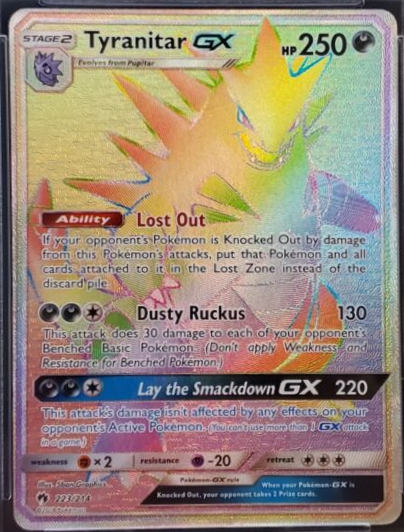 STAGE 2 Tyranitar GX HP 250
Evolves from Pupitar
Ability Lost Out
If your opponent's Pokémon is Knocked Out by damage
from this Pokémon's attacks, put that Pokémon and all
cards attached to it in the Lost Zone instead of the
discard pile.
Dusty Ruckus 130
This attack does 30 damage to each of your opponent's
Benched Basic Pokémon. (Don't apply Weakness and
Resistance for Benched Pokémon.)
Lay the Smackdown GX 220
This attack's damage isn't affected by any effects on your
opponent's Active Pokémon. (You can't use more than 1 GX attack
in a game.)
weakness ×2 resistance -20 retreat
Illus. 5ban Graphics
Pokémon-GX rule
When your Pokémon-GX is
Knocked Out, your opponent takes 2 Prize cards.
223/214